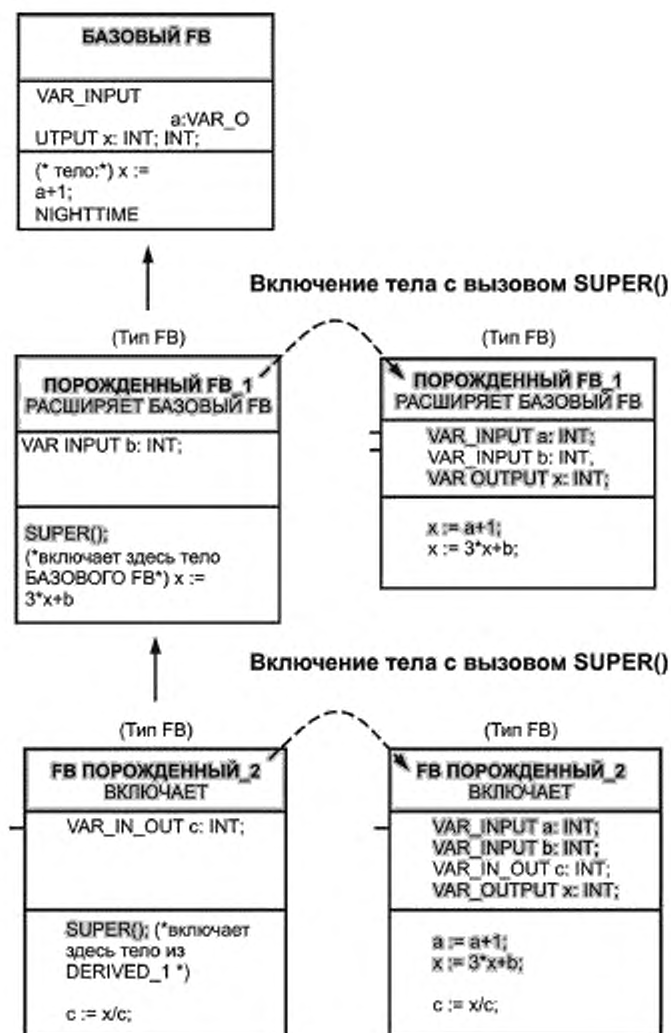 БАЗОВЫЙ FB
VAR_INPUT
a:VAR_O
UTPUT x: INT; INT;
(* тело:*) x :=
a+1;
NIGHTTIME
Включение тела с вызовом SUPER()
(Тип FB)
ПОРОЖДЕННЫЙ FB_1
РАСШИРЯЕТ БАЗОВЫЙ FB
VAR INPUT b: INT;
SUPER();
(*включает здесь тело
БАЗОВОГО FB*) x :=
3*x+b
(Тип FB)
ПОРОЖДЕННЫЙ FB_1
РАСШИРЯЕТ БАЗОВЫЙ FB
VAR_INPUT a: INT;
VAR_INPUT b: INT,
VAR OUTPUT x: INT;
x := a+1;
x := 3*x+b;
Включение тела с вызовом SUPER()
(Тип FB)
FB ПОРОЖДЕННЫЙ_2
ВКЛЮЧАЕТ
VAR_IN_OUT c: INT;
SUPER(); (*включает
здесь тело из
DERIVED_1 *)
c := x/c;
(Тип FB)
FB ПОРОЖДЕННЫЙ_2
ВКЛЮЧАЕТ
VAR_INPUT a: INT;
VAR_INPUT b: INT;
VAR_IN_OUT c: INT;
VAR_OUTPUT x: INT;
a := a+1;
x := 3*x+b;
c := x/c;